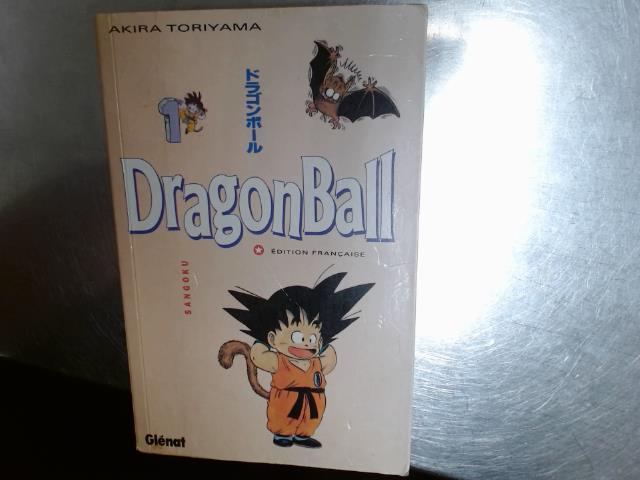 AKIRA TORIYAMA
1
ドラゴンボール
DragonBall
ÉDITION FRANÇAISE
SANGOKU
Glénat